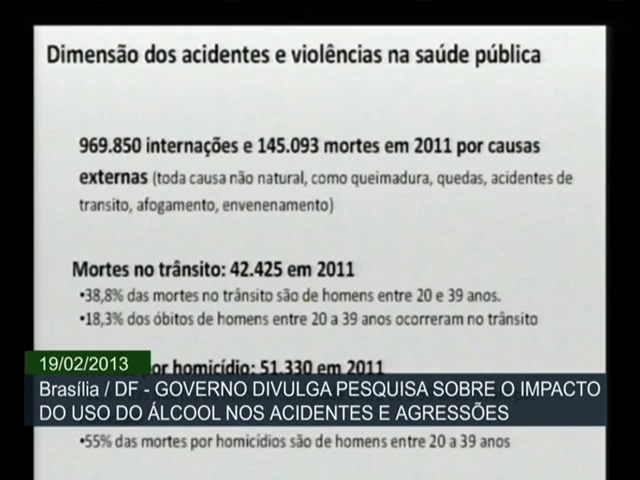 Dimensão dos acidentes e violências na saúde pública
969.850 internações e 145.093 mortes em 2011 por causas
externas (toda causa não natural, como queimadura, quedas, acidentes de
transito, afogamento, envenenamento)
Mortes no trânsito: 42.425 em 2011
•38,8% das mortes no trânsito são de homens entre 20 e 39 anos.
•18,3% dos óbitos de homens entre 20 a 39 anos ocorreram no trânsito
19/02/2013
por homicídio: 51.330 em 2011
Brasília / DF - GOVERNO DIVULGA PESQUISA SOBRE O IMPACTO
DO USO DO ÁLCOOL NOS ACIDENTES E AGRESSÕES
•55% das mortes por homicídios são de homens entre 20 a 39 anos